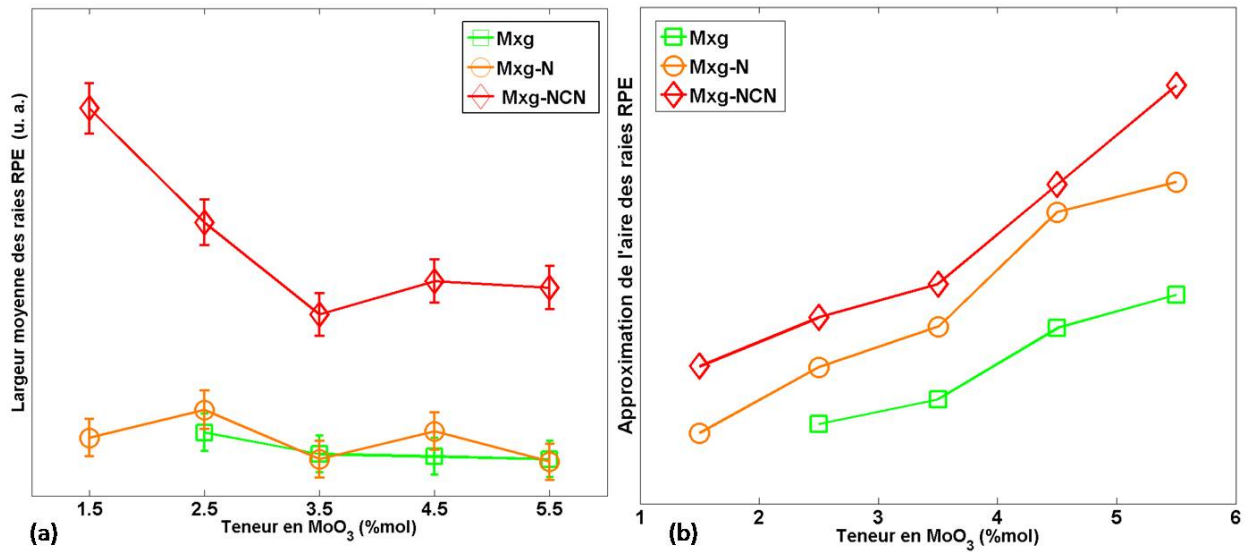 Largeur moyenne des raies RPE (u. a.)
Mxg
Mxg-N
Mxg-NCN
1.5 2.5 3.5 4.5 5.5
Teneur en MoO3 (%mol)
(a)
Approximation de l'aire des raies RPE
Mxg
Mxg-N
Mxg-NCN
1 2 3 4 5 6
Teneur en MoO3 (%mol)
(b)